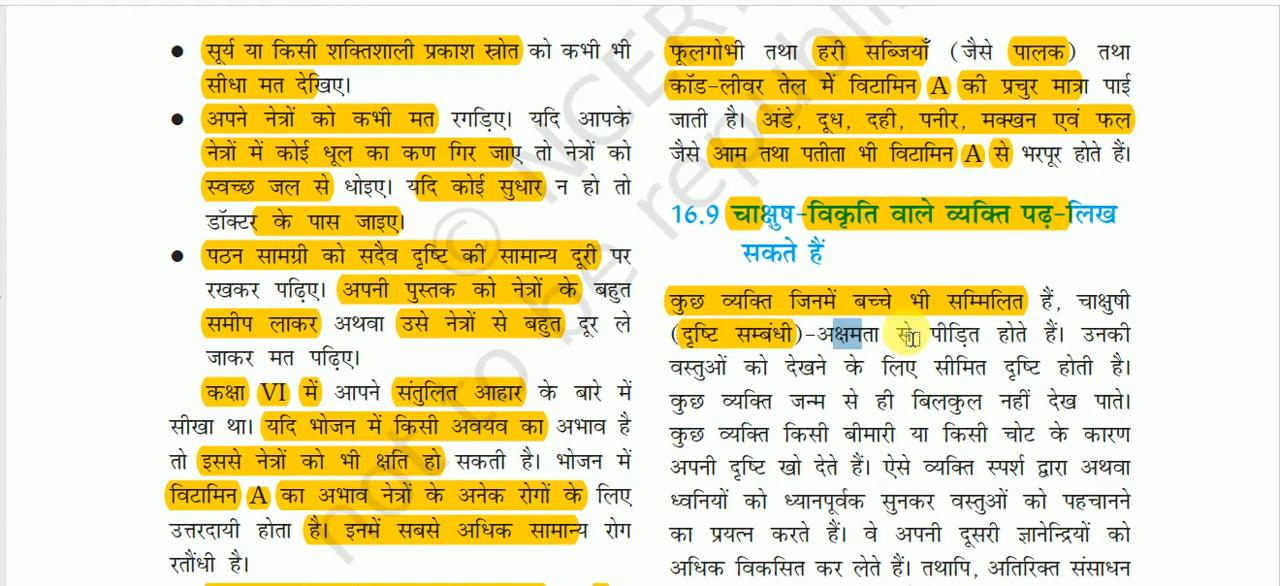 ● सूर्य या किसी शक्तिशाली प्रकाश स्रोत को कभी भी
सीधा मत देखिए।
● अपने नेत्रों को कभी मत रगड़िए। यदि आपके
नेत्रों में कोई धूल का कण गिर जाए तो नेत्रों को
स्वच्छ जल से धोइए। यदि कोई सुधार न हो तो
डॉक्टर के पास जाइए।
● पठन सामग्री को सदैव दृष्टि की सामान्य दूरी पर
रखकर पढ़िए। अपनी पुस्तक को नेत्रों के बहुत
समीप लाकर अथवा उसे नेत्रों से बहुत दूर ले
जाकर मत पढ़िए।
कक्षा VI में आपने संतुलित आहार के बारे में
सीखा था। यदि भोजन में किसी अवयव का अभाव है
तो इससे नेत्रों को भी क्षति हो सकती है। भोजन में
विटामिन A का अभाव नेत्रों के अनेक रोगों के लिए
उत्तरदायी होता है। इनमें सबसे अधिक सामान्य रोग
रतौंधी है।
फूलगोभी तथा हरी सब्जियाँ (जैसे पालक) तथा
कॉड-लीवर तेल में विटामिन A की प्रचुर मात्रा पाई
जाती है। अंडे, दूध, दही, पनीर, मक्खन एवं फल
जैसे आम तथा पतीता भी विटामिन A से भरपूर होते हैं।
16.9 चाक्षुष-विकृति वाले व्यक्ति पढ़-लिख
सकते हैं
कुछ व्यक्ति जिनमें बच्चे भी सम्मिलित हैं, चाक्षुषी
(दृष्टि सम्बंधी)-अक्षमता से पीड़ित होते हैं। उनकी
वस्तुओं को देखने के लिए सीमित दृष्टि होती है।
कुछ व्यक्ति जन्म से ही बिलकुल नहीं देख पाते।
कुछ व्यक्ति किसी बीमारी या किसी चोट के कारण
अपनी दृष्टि खो देते हैं। ऐसे व्यक्ति स्पर्श द्वारा अथवा
ध्वनियों को ध्यानपूर्वक सुनकर वस्तुओं को पहचानने
का प्रयत्न करते हैं। वे अपनी दूसरी ज्ञानेन्द्रियों को
अधिक विकसित कर लेते हैं। तथापि, अतिरिक्त संसाधन
© NCER
not to be republi